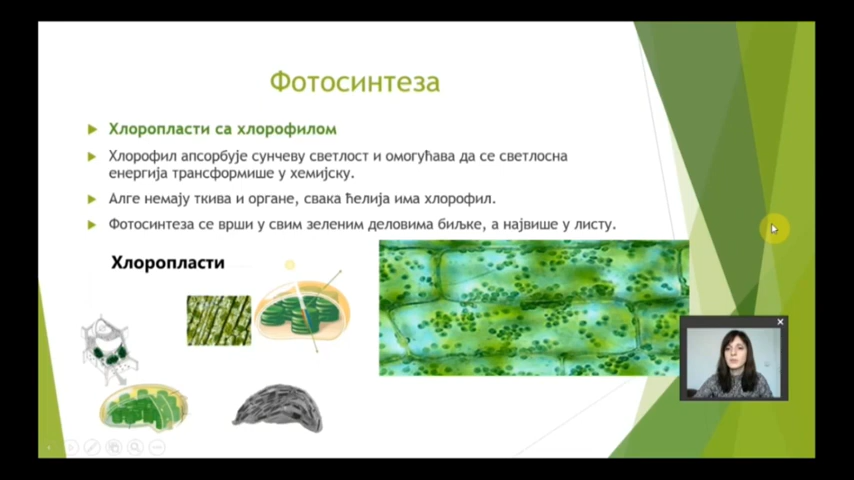 Фотосинтеза
Хлоропласти са хлорофилом
Хлорофил апсорбује сунчеву светлост и омогућава да се светлосна
енергија трансформише у хемијску.
Алге немају ткива и органе, свака ћелија има хлорофил.
Фотосинтеза се врши у свим зеленим деловима биљке, а највише у листу.
Хлоропласти